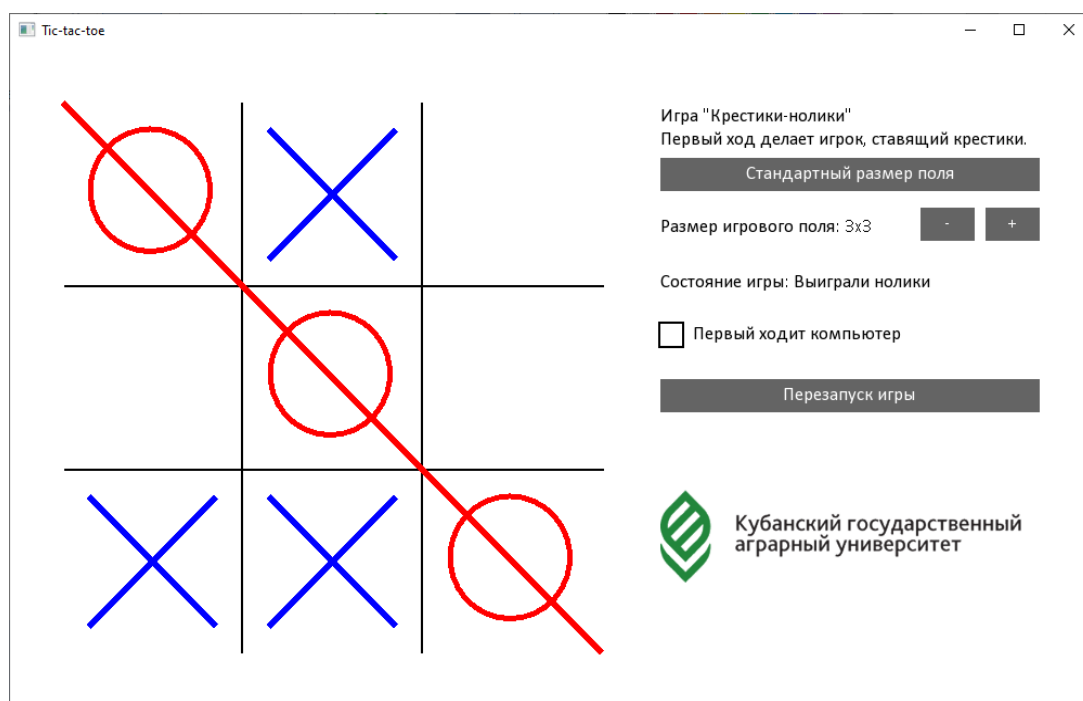 Tic-tac-toe
Игра "Крестики-нолики"
Первый ход делает игрок, ставящий крестики.
Стандартный размер поля
Размер игрового поля: 3x3
-
+
Состояние игры: Выиграли нолики
Первый ходит компьютер
Перезапуск игры
Кубанский государственный
аграрный университет